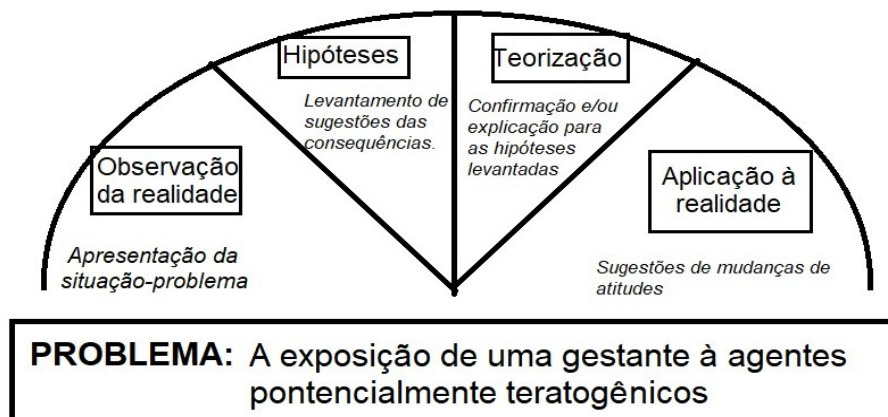 Hipóteses
Levantamento de
sugestões das
consequências.
Teorização
Confirmação e/ou
explicação para
as hipóteses
levantadas
Observação
da realidade
Apresentação da
situação-problema
Aplicação à
realidade
Sugestões de mudanças de
atitudes
PROBLEMA: A exposição de uma gestante à agentes
pontencialmente teratogênicos